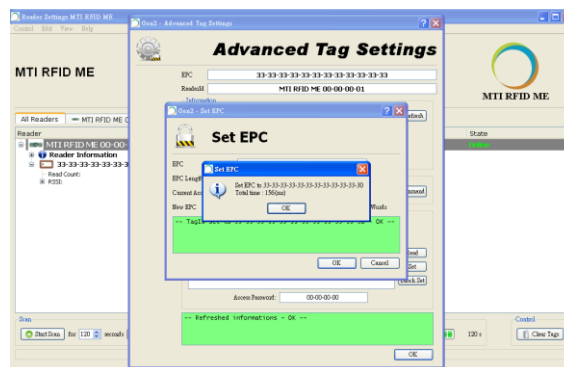 Reader Settings MTI RFID ME
Control Edit View Help
MTI RFID ME
All Readers
MTI RFID ME
Reader
MTI RFID ME 00-00-
Reader Information
33-33-33-33-33-3
Read Count:
RSSI:
Scan
Start Scan for 120 seconds
Gen2 - Advanced Tag Settings
Advanced Tag Settings
EPC 33-33-33-33-33-33-33-33-33-33-33-33
ReaderId MTI RFID ME 00-00-00-01
Information
Gen2 - Set EPC
Set EPC
EPC
EPC Length
New EPC
Words
Set EPC
Set EPC to 33-33-33-33-33-33-33-33-33-33-33-30
Total time : 156(ms)
OK
OK Cancel
Set
Access Password: 00-00-00-00
-- Refreshed informations - OK --
OK
MTI RFID ME
State
120 s
Control
Clear Tags